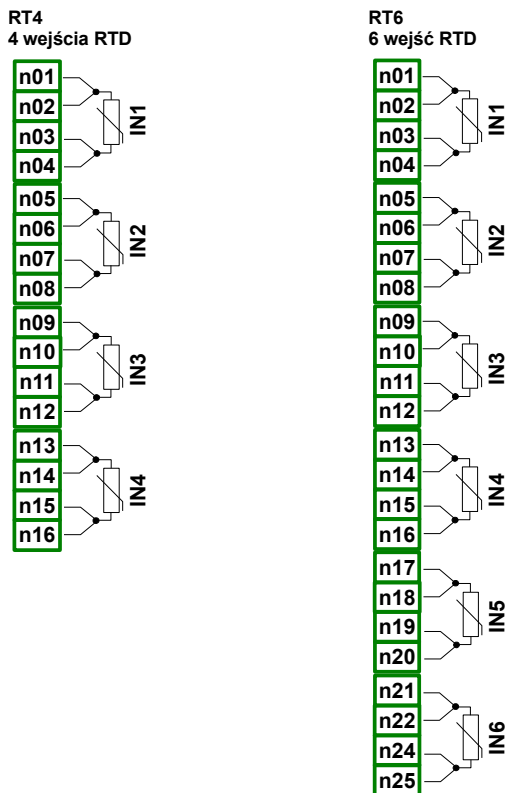 RT4
4 wejścia RTD
n01
n02
n03
n04
IN1
n05
n06
n07
n08
IN2
n09
n10
n11
n12
IN3
n13
n14
n15
n16
IN4
RT6
6 wejść RTD
n01
n02
n03
n04
IN1
n05
n06
n07
n08
IN2
n09
n10
n11
n12
IN3
n13
n14
n15
n16
IN4
n17
n18
n19
n20
IN5
n21
n22
n24
n25
IN6